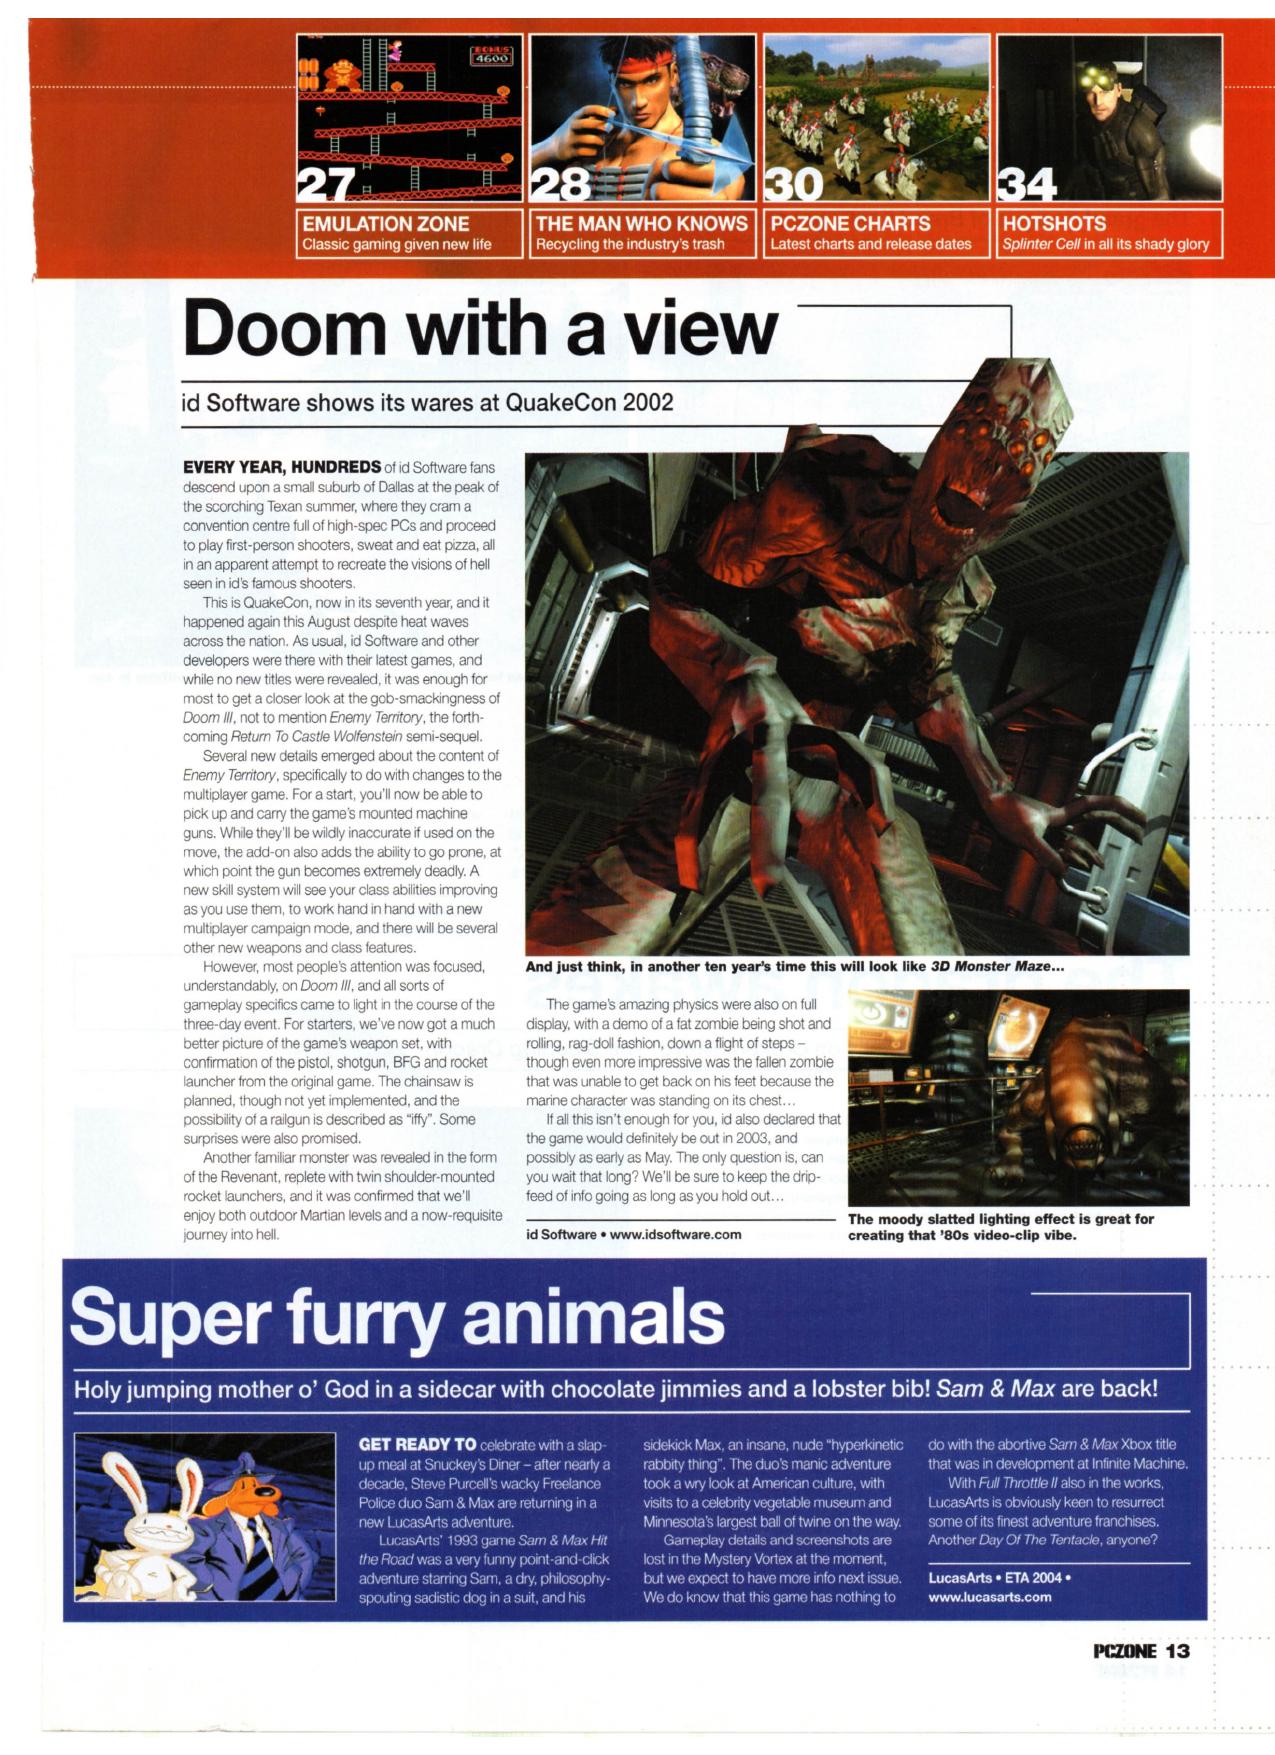 BONUS
4600
27
28
30
34
EMULATION ZONE
Classic gaming given new life
THE MAN WHO KNOWS
Recycling the industry's trash
PCZONE CHARTS
Latest charts and release dates
HOTSHOTS
Splinter Cell in all its shady glory
Doom with a view
id Software shows its wares at QuakeCon 2002
EVERY YEAR, HUNDREDS of id Software fans
descend upon a small suburb of Dallas at the peak of
the scorching Texan summer, where they cram a
convention centre full of high-spec PCs and proceed
to play first-person shooters, sweat and eat pizza, all
in an apparent attempt to recreate the visions of hell
seen in id's famous shooters.
This is QuakeCon, now in its seventh year, and it
happened again this August despite heat waves
across the nation. As usual, id Software and other
developers were there with their latest games, and
while no new titles were revealed, it was enough for
most to get a closer look at the gob-smackingness of
Doom III, not to mention Enemy Territory, the forth-
coming Return To Castle Wolfenstein semi-sequel.
Several new details emerged about the content of
Enemy Territory, specifically to do with changes to the
multiplayer game. For a start, you'll now be able to
pick up and carry the game's mounted machine
guns. While they'll be wildly inaccurate if used on the
move, the add-on also adds the ability to go prone, at
which point the gun becomes extremely deadly. A
new skill system will see your class abilities improving
as you use them, to work hand in hand with a new
multiplayer campaign mode, and there will be several
other new weapons and class features.
However, most people's attention was focused,
understandably, on Doom III, and all sorts of
gameplay specifics came to light in the course of the
three-day event. For starters, we've now got a much
better picture of the game's weapon set, with
confirmation of the pistol, shotgun, BFG and rocket
launcher from the original game. The chainsaw is
planned, though not yet implemented, and the
possibility of a railgun is described as "iffy". Some
surprises were also promised.
Another familiar monster was revealed in the form
of the Revenant, replete with twin shoulder-mounted
rocket launchers, and it was confirmed that we'll
enjoy both outdoor Martian levels and a now-requisite
journey into hell.
And just think, in another ten year's time this will look like 3D Monster Maze...
The game's amazing physics were also on full
display, with a demo of a fat zombie being shot and
rolling, rag-doll fashion, down a flight of steps –
though even more impressive was the fallen zombie
that was unable to get back on his feet because the
marine character was standing on its chest...
If all this isn't enough for you, id also declared that
the game would definitely be out in 2003, and
possibly as early as May. The only question is, can
you wait that long? We'll be sure to keep the drip-
feed of info going as long as you hold out...
id Software • www.idsoftware.com
The moody slatted lighting effect is great for
creating that '80s video-clip vibe.
Super furry animals
Holy jumping mother o' God in a sidecar with chocolate jimmies and a lobster bib! Sam & Max are back!
GET READY TO celebrate with a slap-
up meal at Snuckey's Diner – after nearly a
decade, Steve Purcell's wacky Freelance
Police duo Sam & Max are returning in a
new LucasArts adventure.
LucasArts' 1993 game Sam & Max Hit
the Road was a very funny point-and-click
adventure starring Sam, a dry, philosophy-
spouting sadistic dog in a suit, and his
sidekick Max, an insane, nude "hyperkinetic
rabbity thing". The duo's manic adventure
took a wry look at American culture, with
visits to a celebrity vegetable museum and
Minnesota's largest ball of twine on the way.
Gameplay details and screenshots are
lost in the Mystery Vortex at the moment,
but we expect to have more info next issue.
We do know that this game has nothing to
do with the abortive Sam & Max Xbox title
that was in development at Infinite Machine.
With Full Throttle II also in the works,
LucasArts is obviously keen to resurrect
some of its finest adventure franchises.
Another Day Of The Tentacle, anyone?
LucasArts • ETA 2004 •
www.lucasarts.com
PCZONE 13